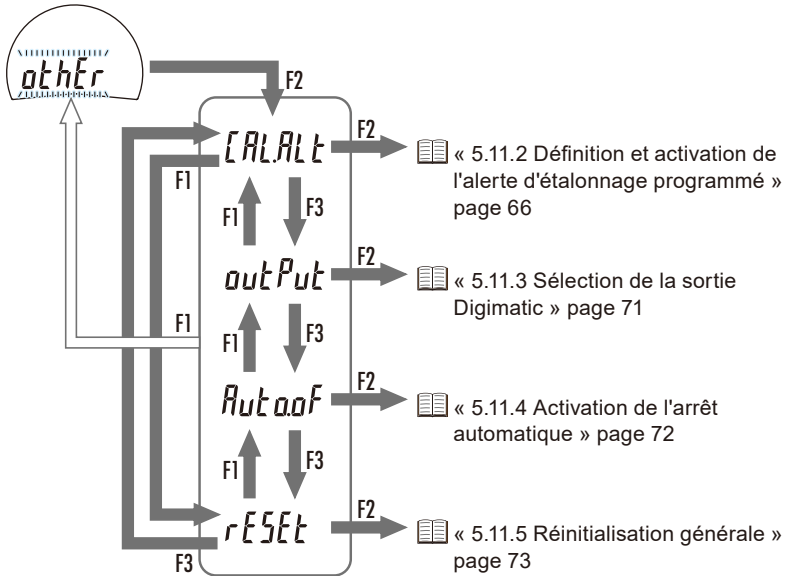 othEr
F2
CAL.ALt
F2
« 5.11.2 Définition et activation de
l'alerte d'étalonnage programmé »
page 66
F1
F1
F3
outPut
F2
« 5.11.3 Sélection de la sortie
Digimatic » page 71
F1
F1
F3
Auto.oF
F2
« 5.11.4 Activation de l'arrêt
automatique » page 72
F1
F3
rESEt
F2
« 5.11.5 Réinitialisation générale »
page 73
F3